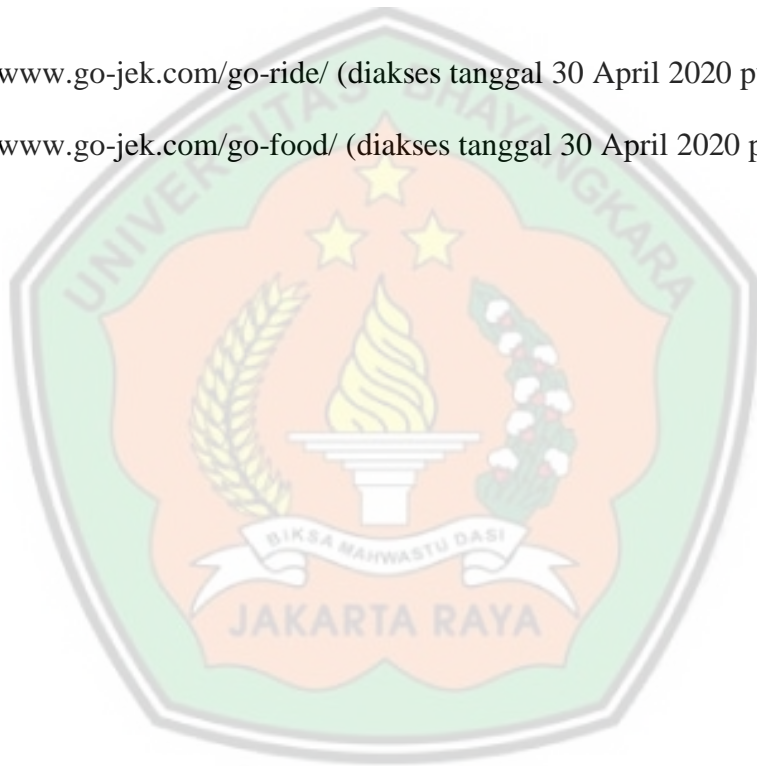 www.go-jek.com/go-ride/ (diakses tanggal 30 April 2020
www.go-jek.com/go-food/ (diakses tanggal 30 April 2020
UNIVERSITAS BHAYANGKARA
BIKSA MAHWASTU DASI
JAKARTA RAYA